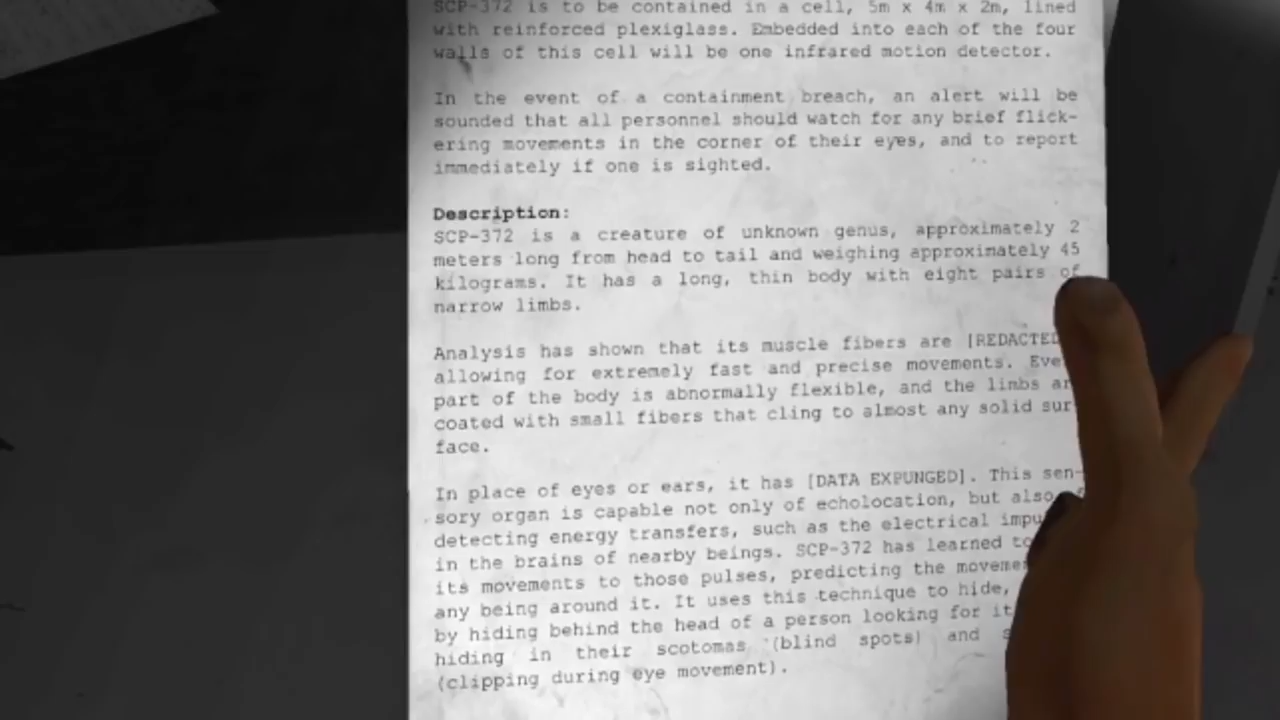 SCP-372 is to be contained in a cell, 5m x 4m x 2m, lined
with reinforced plexiglass. Embedded into each of the four
walls of this cell will be one infrared motion detector.
In the event of a containment breach, an alert will be
sounded that all personnel should watch for any brief flick-
ering movements in the corner of their eyes, and to report
immediately if one is sighted.
Description:
SCP-372 is a creature of unknown genus, approximately 2
meters long from head to tail and weighing approximately 45
kilograms. It has a long, thin body with eight pairs of
narrow limbs.
Analysis has shown that its muscle fibers are [REDACTED
allowing for extremely fast and precise movements.
part of the body is abnormally flexible, and the limbs
coated with small fibers that cling to almost any solid sur
face.
In place of eyes or ears, it has [DATA EXPUNGED]. This sen-
sory organ is capable not only of echolocation, but also
detecting energy transfers, such as the electrical
in the brains of nearby beings. SCP-372 has learned to
its movements to those pulses, predicting the
any being around it. It uses this technique to hide,
by hiding behind the head of a person looking for it
hiding in their scotomas (blind spots) and
(clipping during eye movement).